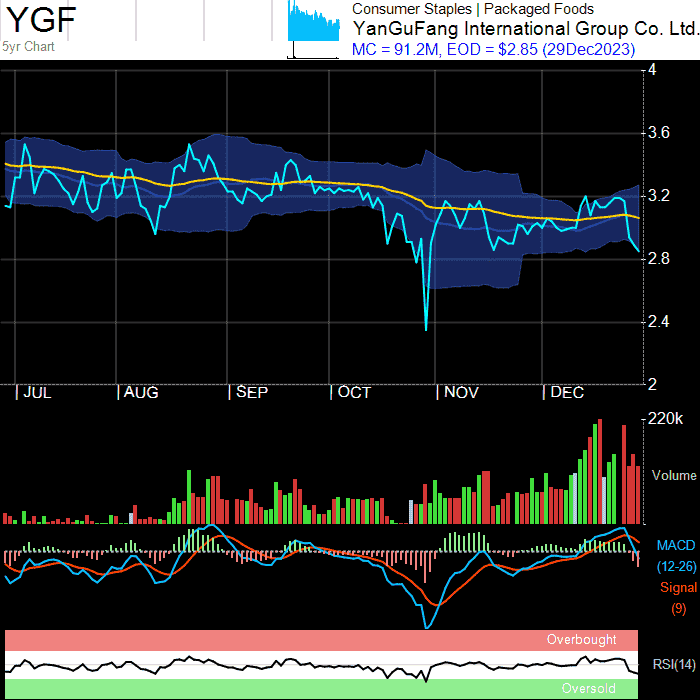 YGF
5yr Chart
Consumer Staples | Packaged Foods
YanGuFang International Group Co. Ltd.
MC = 91.2M, EOD = $2.85 (29Dec2023)
4
3.6
3.2
2.8
2.4
2
JUL AUG SEP OCT NOV DEC
220k
Volume
MACD
(12-26)
Signal
(9)
Overbought
RSI(14)
Oversold